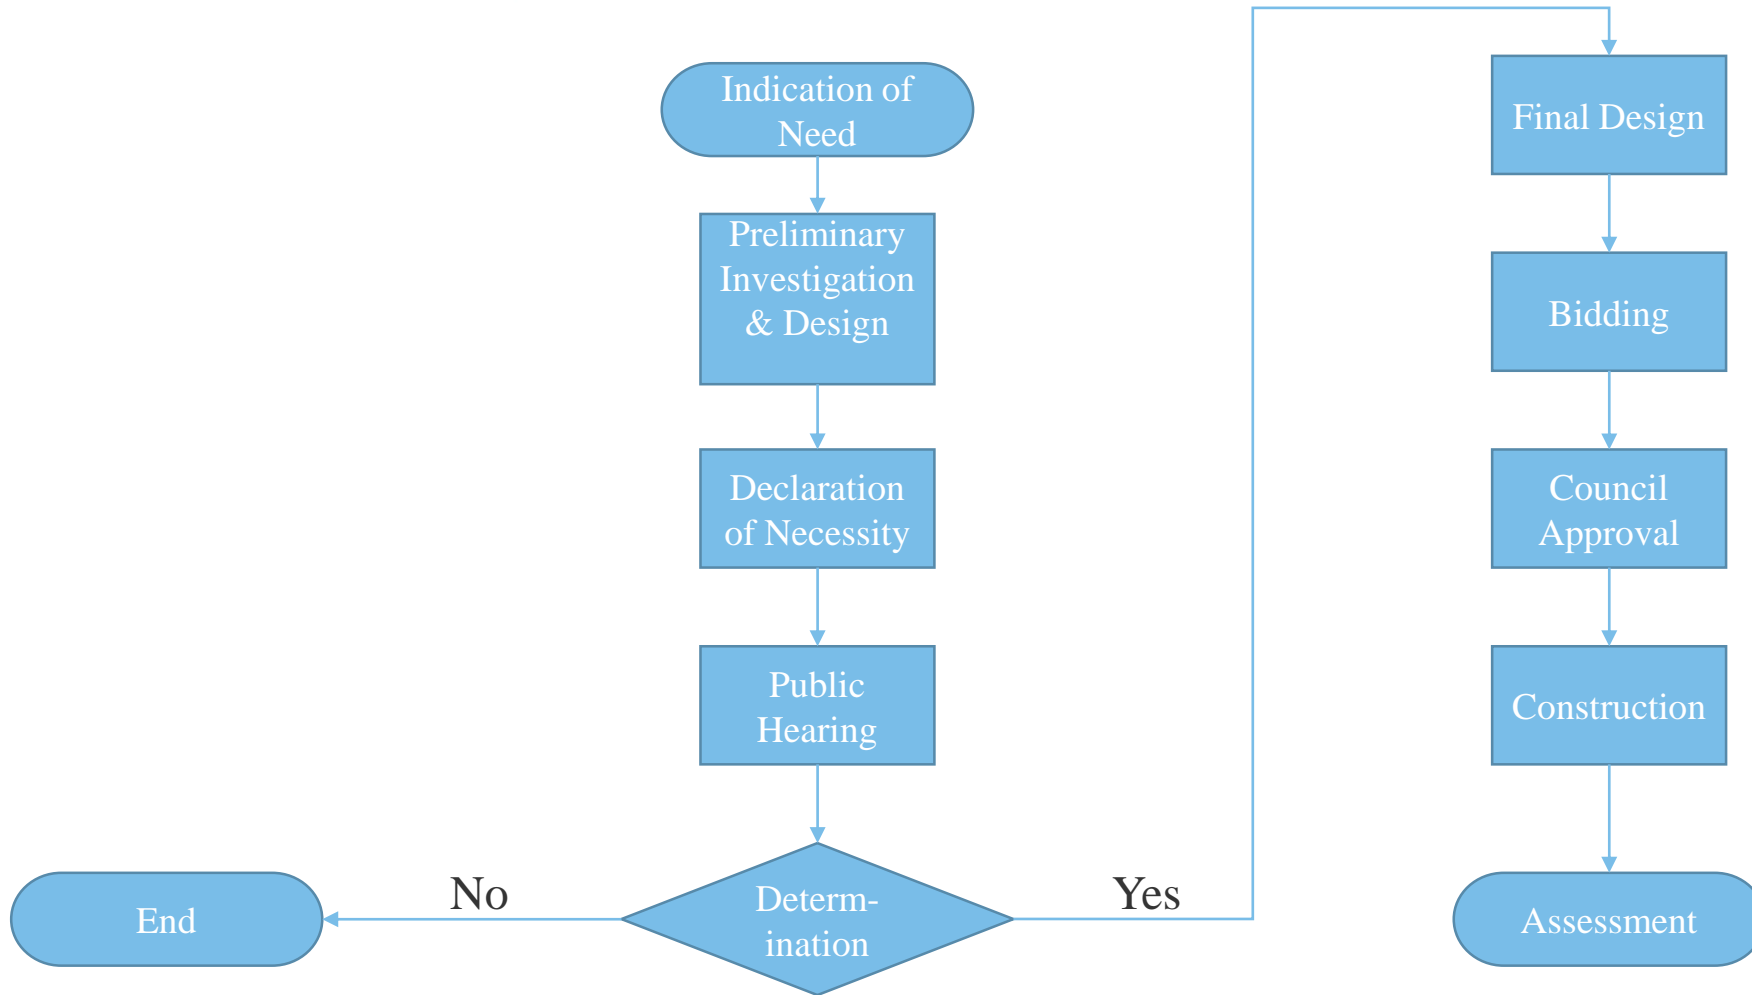 Indication of
Need
Preliminary
Investigation
& Design
Declaration
of Necessity
Public
Hearing
Determ-
ination
No
End
Yes
Final Design
Bidding
Council
Approval
Construction
Assessment